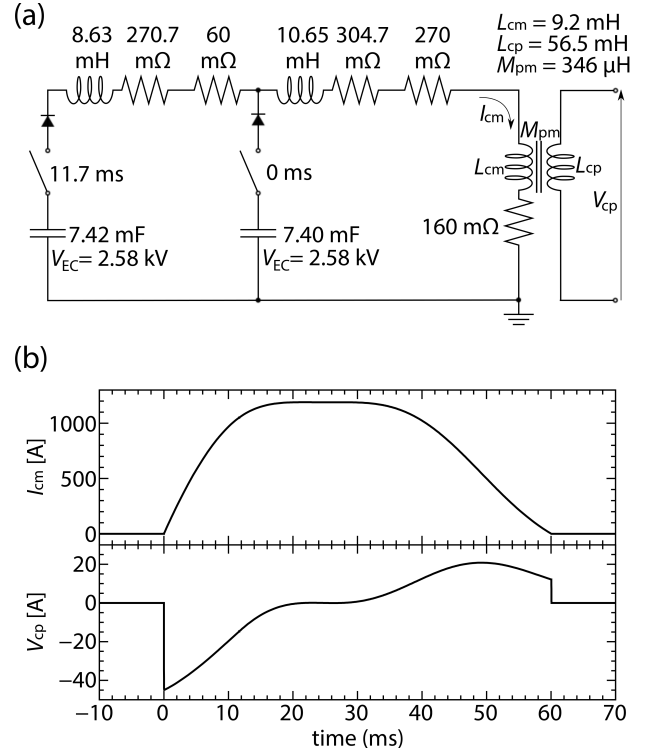 (a)
8.63 mH
270.7 mΩ
60 mΩ
10.65 mH
304.7 mΩ
270 mΩ
Lcm = 9.2 mH
Lcp = 56.5 mH
Mpm = 346 µH
Icm
Mpm
Lcm
Lcp
Vcp
11.7 ms
0 ms
160 mΩ
7.42 mF
VEC= 2.58 kV
7.40 mF
VEC= 2.58 kV
(b)
Icm [A]
1000
500
0
Vcp [A]
20
0
−20
−40
−10 0 10 20 30 40 50 60 70
time (ms)